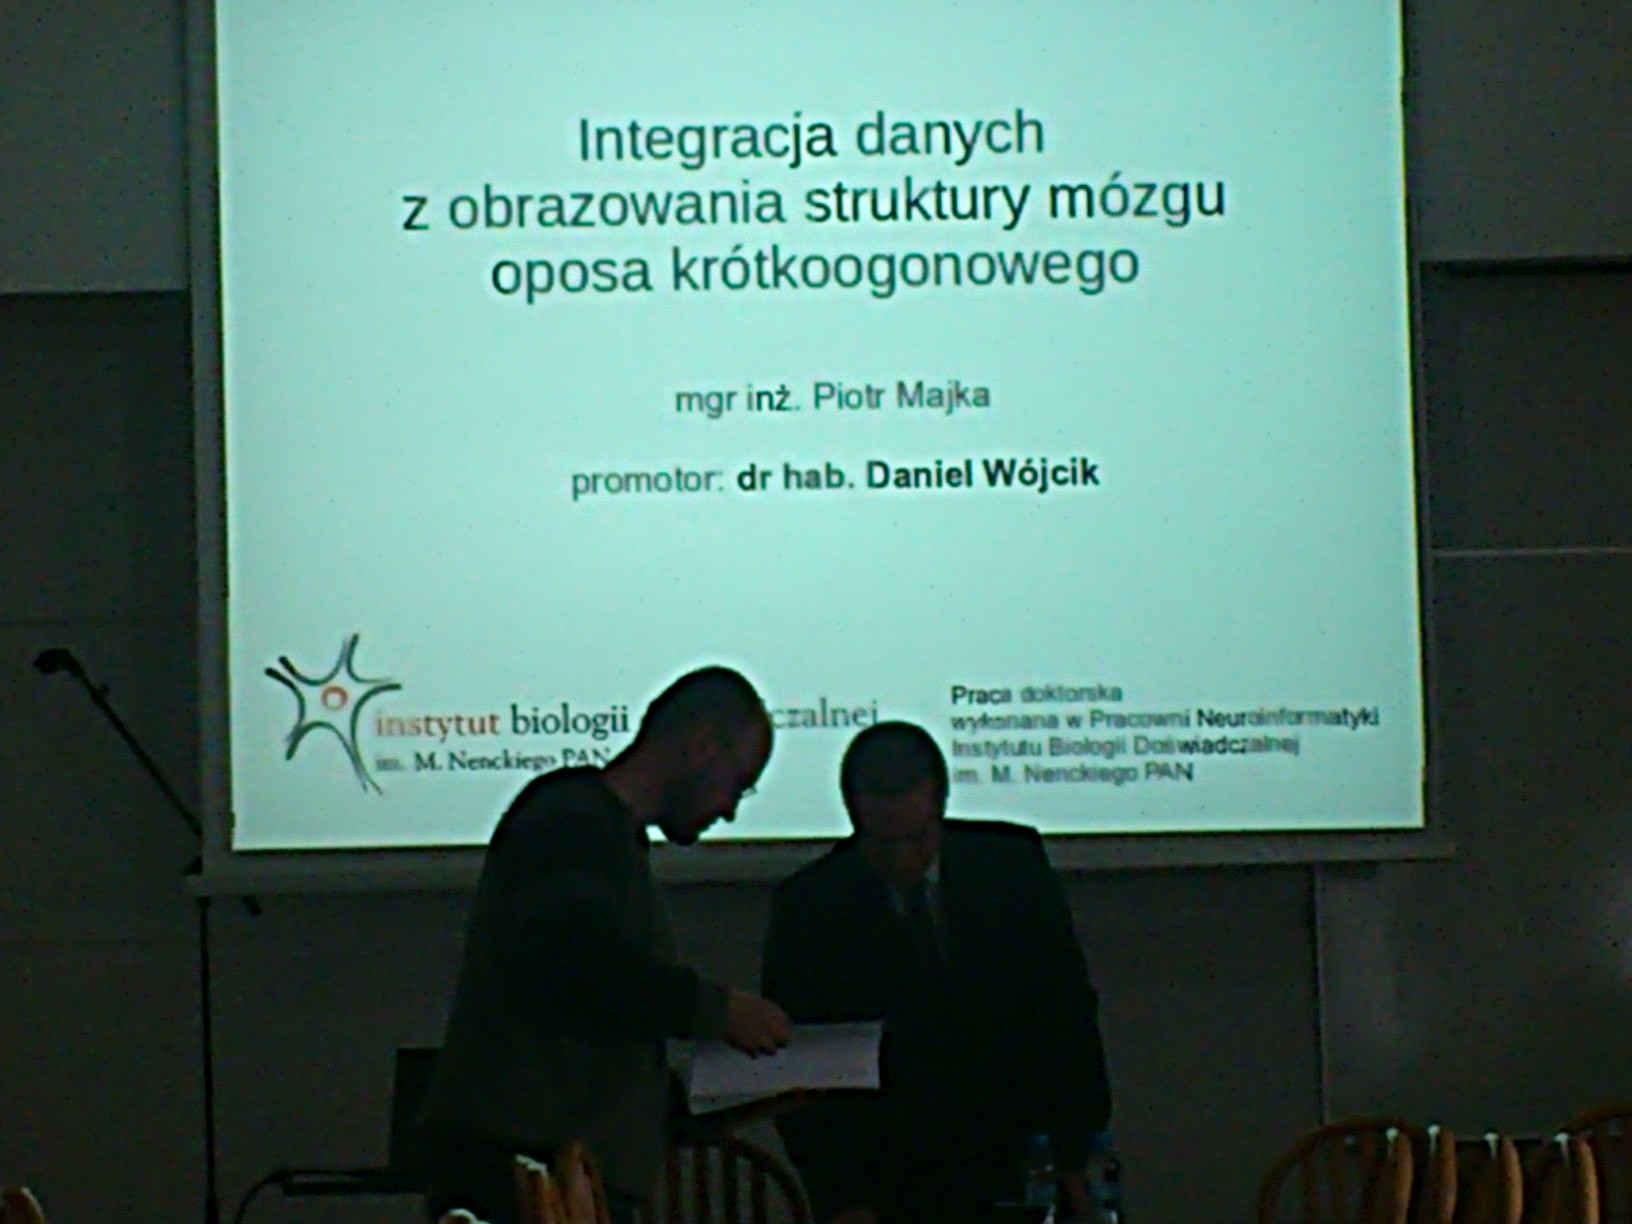 Integracja danych
z obrazowania struktury mózgu
oposa krótkoogonowego
mgr inż. Piotr Majka
promotor: dr hab. Daniel Wójcik
instytut biologii czalnej
im. M. Nenckiego PAN
Praca doktorska
wykonana w Pracowni Neuroinformatyki
Instytutu Biologii Doświadczalnej
im. M. Nenckiego PAN